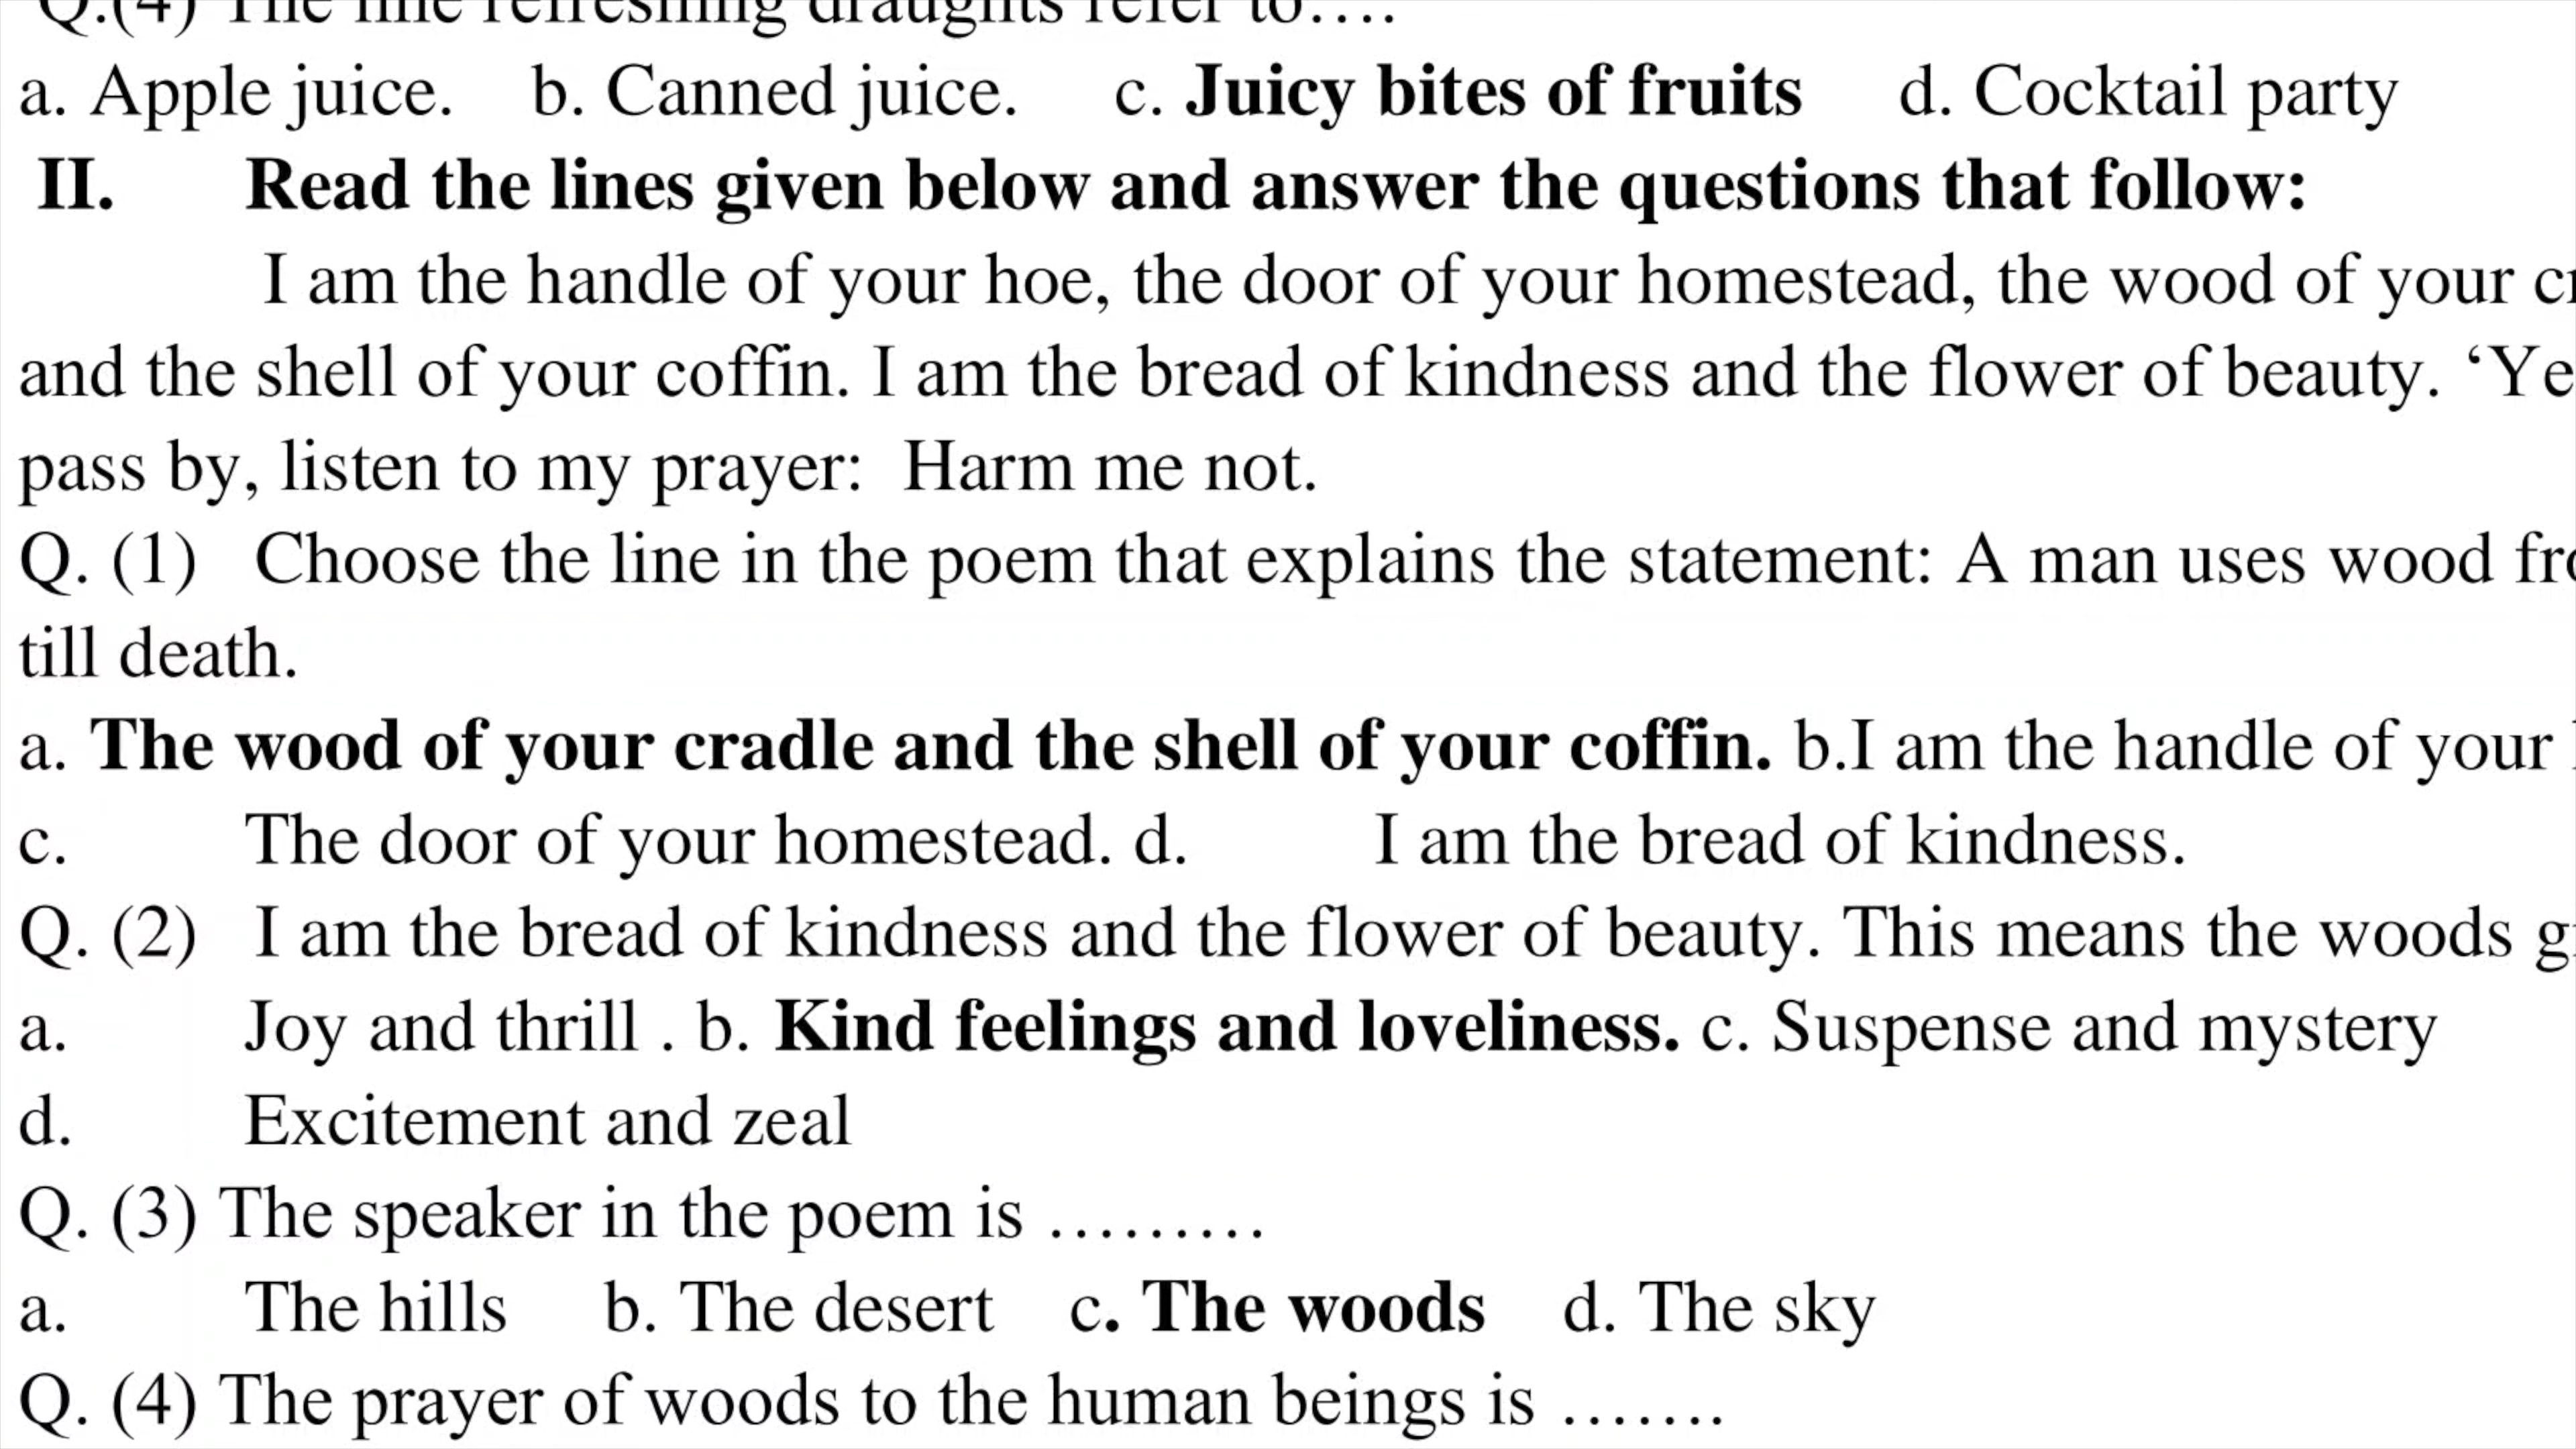 Q.(4) The line refreshing draughts refer to....
a. Apple juice. b. Canned juice. c. Juicy bites of fruits d. Cocktail party
II. Read the lines given below and answer the questions that follow:
I am the handle of your hoe, the door of your homestead, the wood of your
and the shell of your coffin. I am the bread of kindness and the flower of beauty. ‘Ye
pass by, listen to my prayer: Harm me not.
Q. (1) Choose the line in the poem that explains the statement: A man uses wood
till death.
a. The wood of your cradle and the shell of your coffin. b.I am the handle of your
c. The door of your homestead. d. I am the bread of kindness.
Q. (2) I am the bread of kindness and the flower of beauty. This means the woods
a. Joy and thrill . b. Kind feelings and loveliness. c. Suspense and mystery
d. Excitement and zeal
Q. (3) The speaker in the poem is .........
a. The hills b. The desert c. The woods d. The sky
Q. (4) The prayer of woods to the human beings is .......